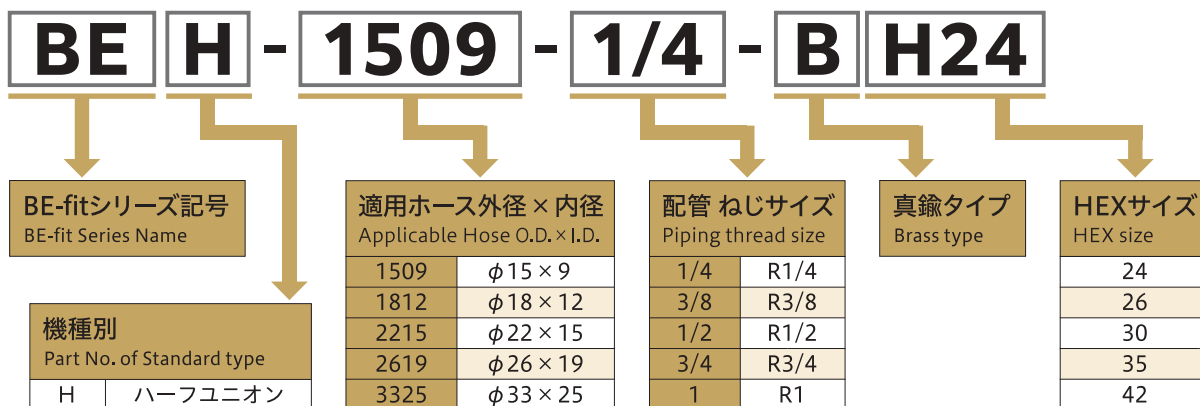 BE H - 1509 - 1/4 - B H24
BE-fitシリーズ記号
BE-fit Series Name
機種別
Part No. of Standard type
H ハーフユニオン
適用ホース外径×内径
Applicable Hose O.D.×I.D.
1509 φ15×9
1812 φ18×12
2215 φ22×15
2619 φ26×19
3325 φ33×25
配管 ねじサイズ
Piping thread size
1/4 R1/4
3/8 R3/8
1/2 R1/2
3/4 R3/4
1 R1
真鍮タイプ
Brass type
HEXサイズ
HEX size
24
26
30
35
42